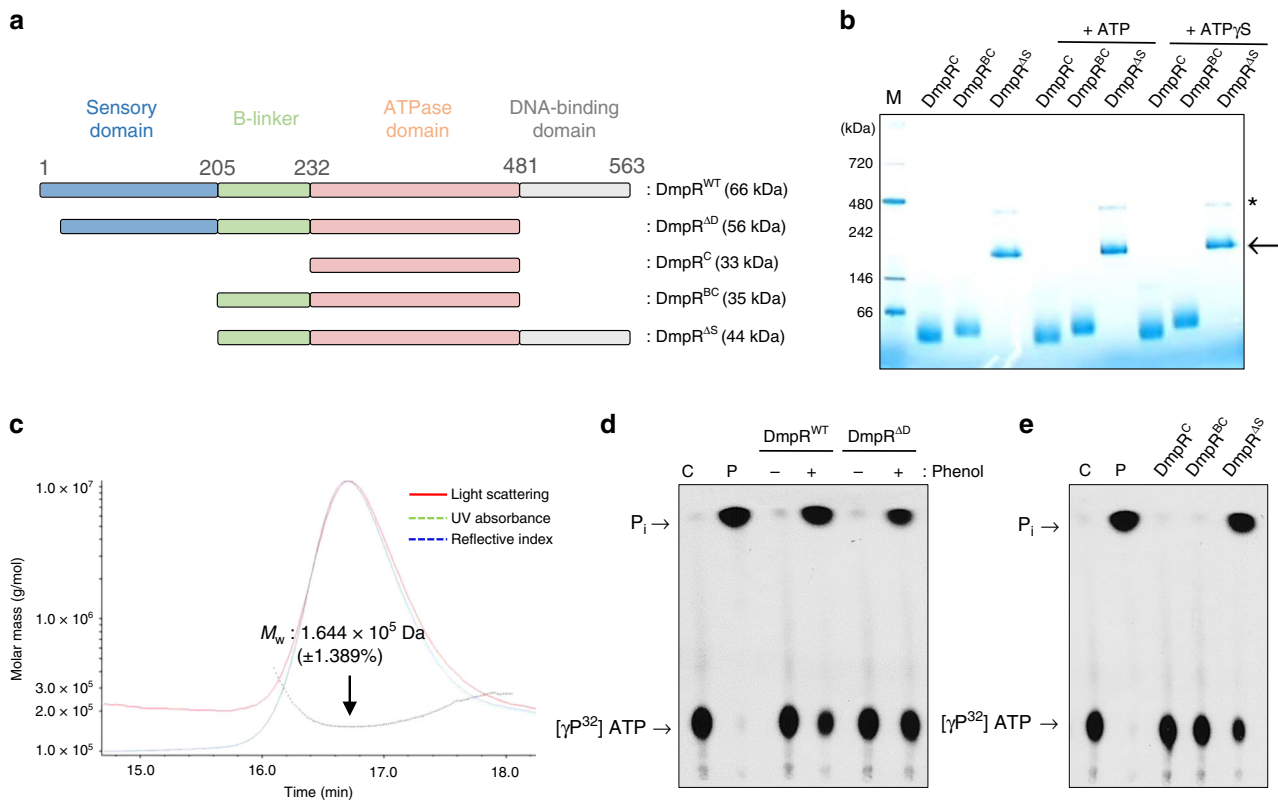 a
Sensory domain
B-linker
ATPase domain
DNA-binding domain
1 205 232 481 563
: DmpR^WT (66 kDa)
: DmpR^ΔD (56 kDa)
: DmpR^C (33 kDa)
: DmpR^BC (35 kDa)
: DmpR^ΔS (44 kDa)
b
+ ATP + ATPγS
M DmpR^C DmpR^BC DmpR^ΔS DmpR^C DmpR^BC DmpR^ΔS DmpR^C DmpR^BC DmpR^ΔS
(kDa)
720
480 *
242 ←
146
66
c
Molar mass (g/mol)
1.0 × 10^7
1.0 × 10^6
3.0 × 10^5
2.0 × 10^5
1.0 × 10^5
Light scattering
UV absorbance
Reflective index
M_w : 1.644 × 10^5 Da
(±1.389%)
15.0 16.0 17.0 18.0
Time (min)
d
DmpR^WT DmpR^ΔD
C P – + – + : Phenol
P_i →
[γP^32] ATP →
e
C P DmpR^C DmpR^BC DmpR^ΔS
P_i →
[γP^32] ATP →